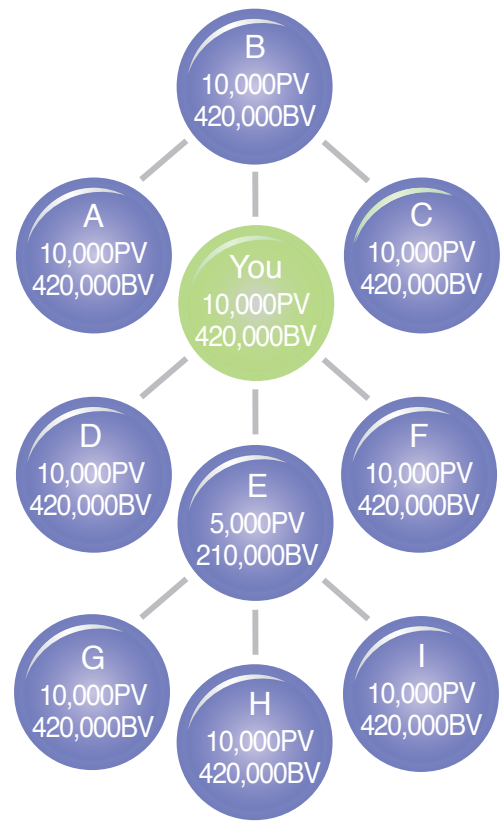 B
10,000PV
420,000BV
A
10,000PV
420,000BV
You
10,000PV
420,000BV
C
10,000PV
420,000BV
D
10,000PV
420,000BV
E
5,000PV
210,000BV
F
10,000PV
420,000BV
G
10,000PV
420,000BV
H
10,000PV
420,000BV
I
10,000PV
420,000BV